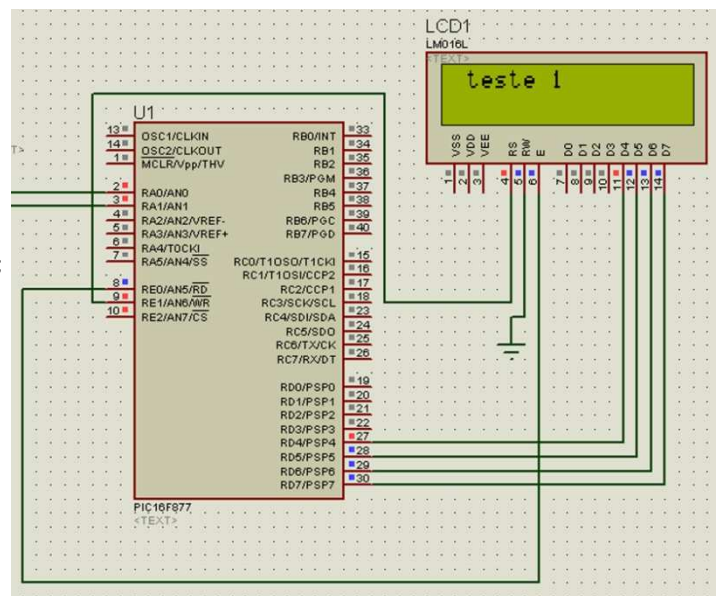 LCD1
LM016L
<TEXT>
teste 1
VSS
VDD
VEE
RS
RW
E
D0
D1
D2
D3
D4
D5
D6
D7
1
2
3
4
5
6
7
8
9
10
11
12
13
14
U1
13 OSC1/CLKIN RB0/INT 33
14 OSC2/CLKOUT RB1 34
1 MCLR/Vpp/THV RB2 35
RB3/PGM 36
2 RA0/AN0 RB4 37
3 RA1/AN1 RB5 38
4 RA2/AN2/VREF- RB6/PGC 39
5 RA3/AN3/VREF+ RB7/PGD 40
6 RA4/T0CKI
7 RA5/AN4/SS RC0/T1OSO/T1CKI 15
RC1/T1OSI/CCP2 16
8 RE0/AN5/RD RC2/CCP1 17
9 RE1/AN6/WR RC3/SCK/SCL 18
10 RE2/AN7/CS RC4/SDI/SDA 23
RC5/SDO 24
RC6/TX/CK 25
RC7/RX/DT 26
RD0/PSP0 19
RD1/PSP1 20
RD2/PSP2 21
RD3/PSP3 22
RD4/PSP4 27
RD5/PSP5 28
RD6/PSP6 29
RD7/PSP7 30
PIC16F877
<TEXT>